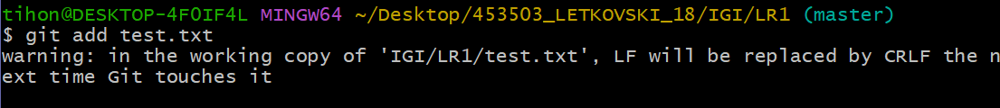 tihon@DESKTOP-4F0IF4L MINGW64 ~/Desktop/453503_LETKOVSKI_18/IGI/LR1 (master)
$ git add test.txt
warning: in the working copy of 'IGI/LR1/test.txt', LF will be replaced by CRLF the n
ext time Git touches it